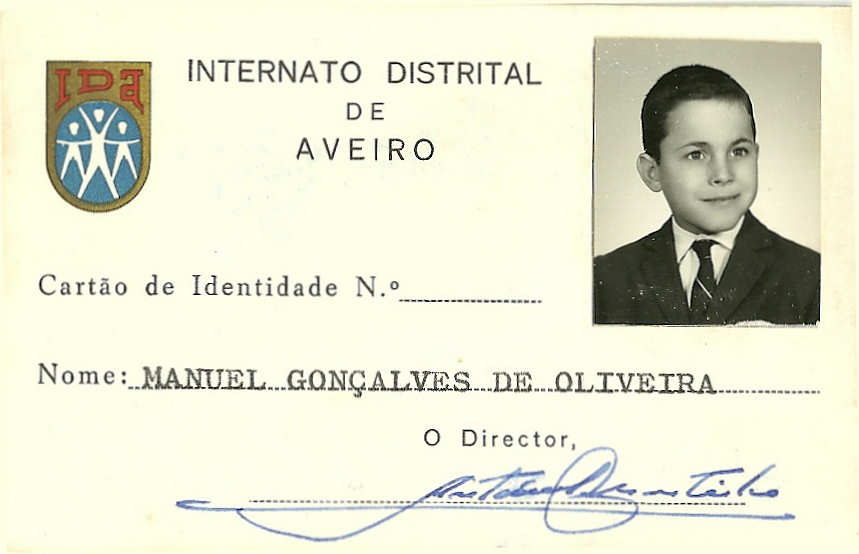 IDA
INTERNATO DISTRITAL
DE
AVEIRO
Cartão de Identidade N.º
Nome: MANUEL GONÇALVES DE OLIVEIRA
O Director,